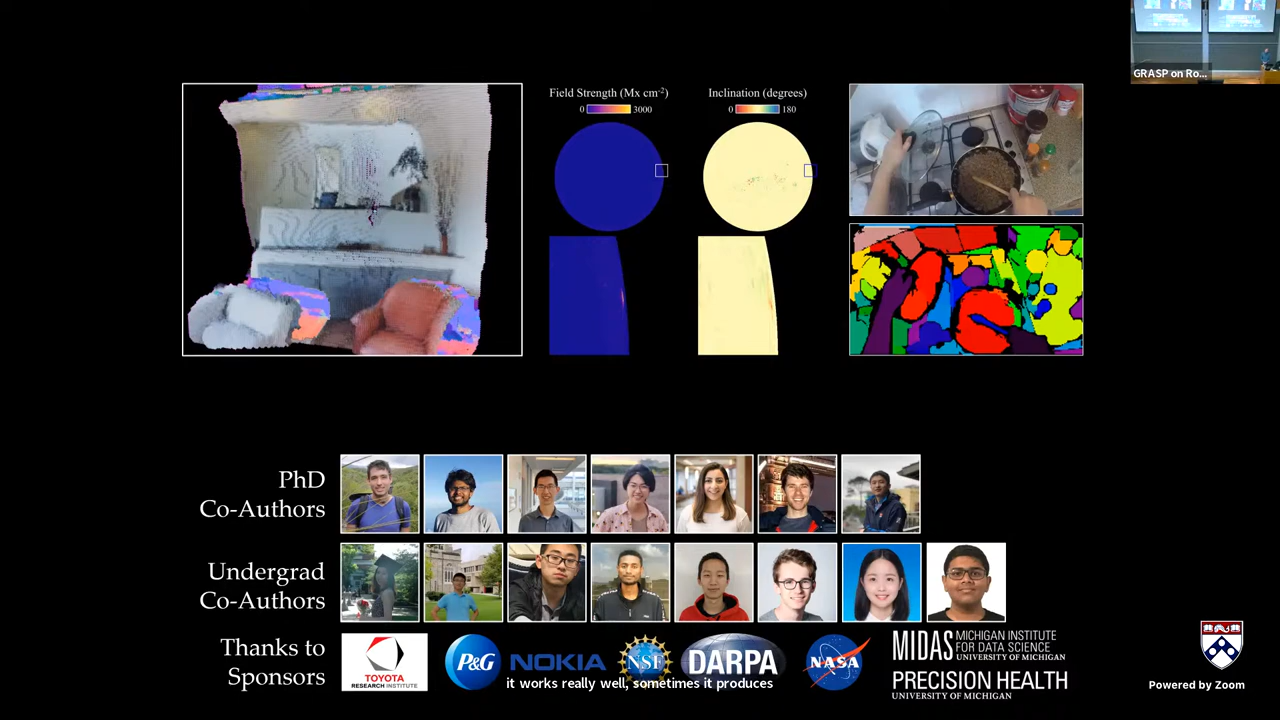 GRASP on Ro...
Field Strength (Mx cm-2)
0 3000
Inclination (degrees)
0 180
PhD
Co-Authors
Undergrad
Co-Authors
Thanks to
Sponsors
TOYOTA
RESEARCH INSTITUTE
P&G
NOKIA
NSF
DARPA
NASA
MIDAS MICHIGAN INSTITUTE
FOR DATA SCIENCE
UNIVERSITY OF MICHIGAN
PRECISION HEALTH
UNIVERSITY OF MICHIGAN
it works really well, sometimes it produces
Powered by Zoom